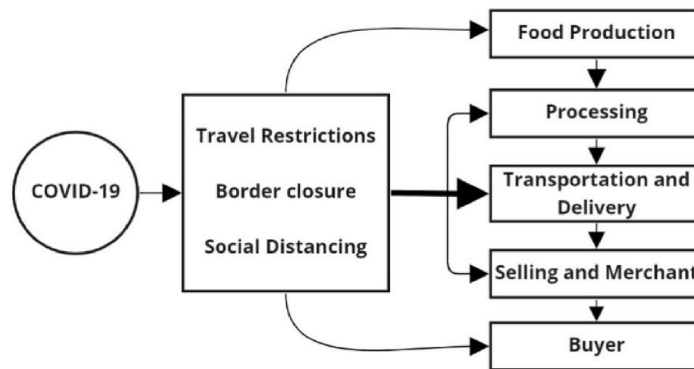 COVID-19
Travel Restrictions
Border closure
Social Distancing
Food Production
Processing
Transportation and
Delivery
Selling and Merchant
Buyer